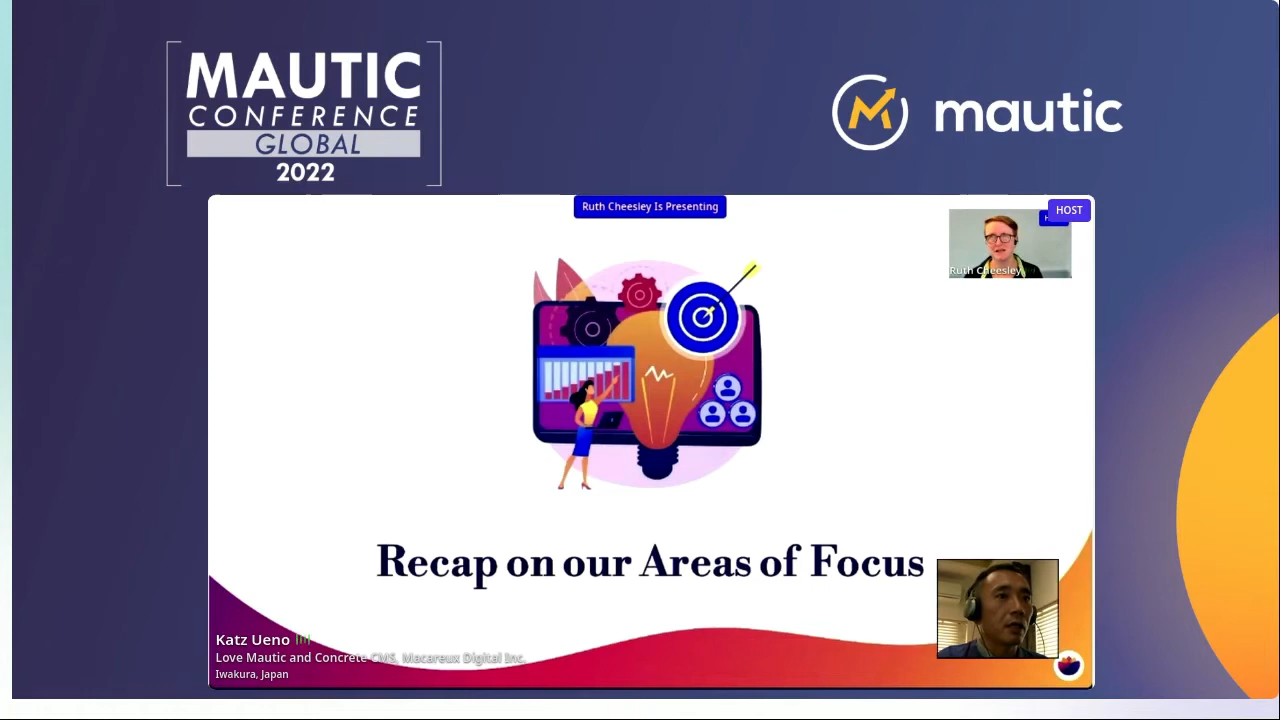 MAUTIC
CONFERENCE
GLOBAL
2022
mautic
Ruth Cheesley Is Presenting
HOST
Ruth Cheesley
Recap on our Areas of Focus
Katz Ueno
Love Mautic and Concrete CMS, Macareux Digital Inc.
Iwakura, Japan